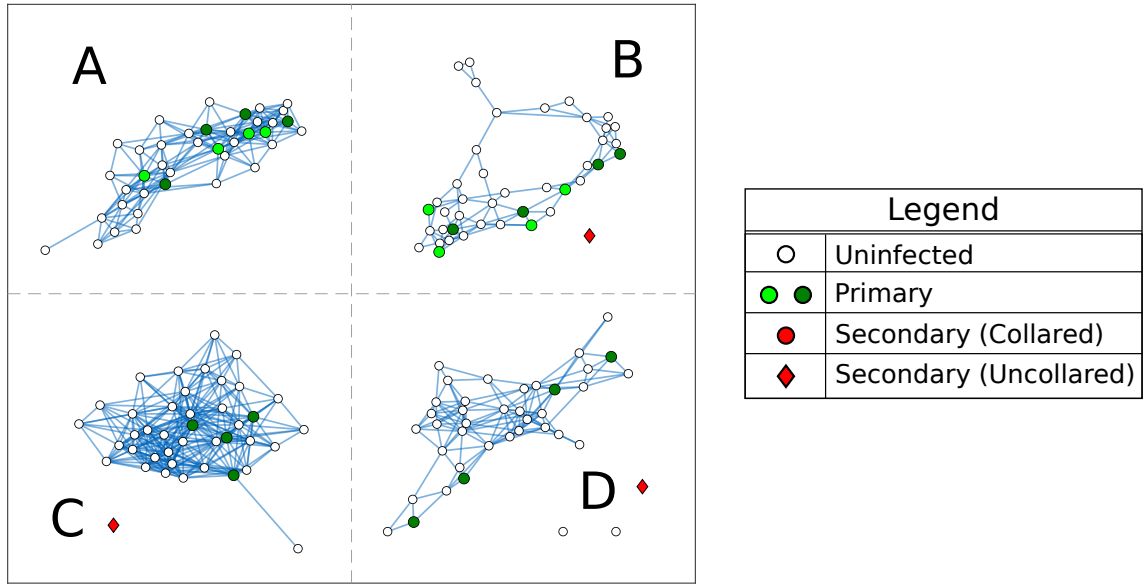 A
B
C
D
Legend
Uninfected
Primary
Secondary (Collared)
Secondary (Uncollared)